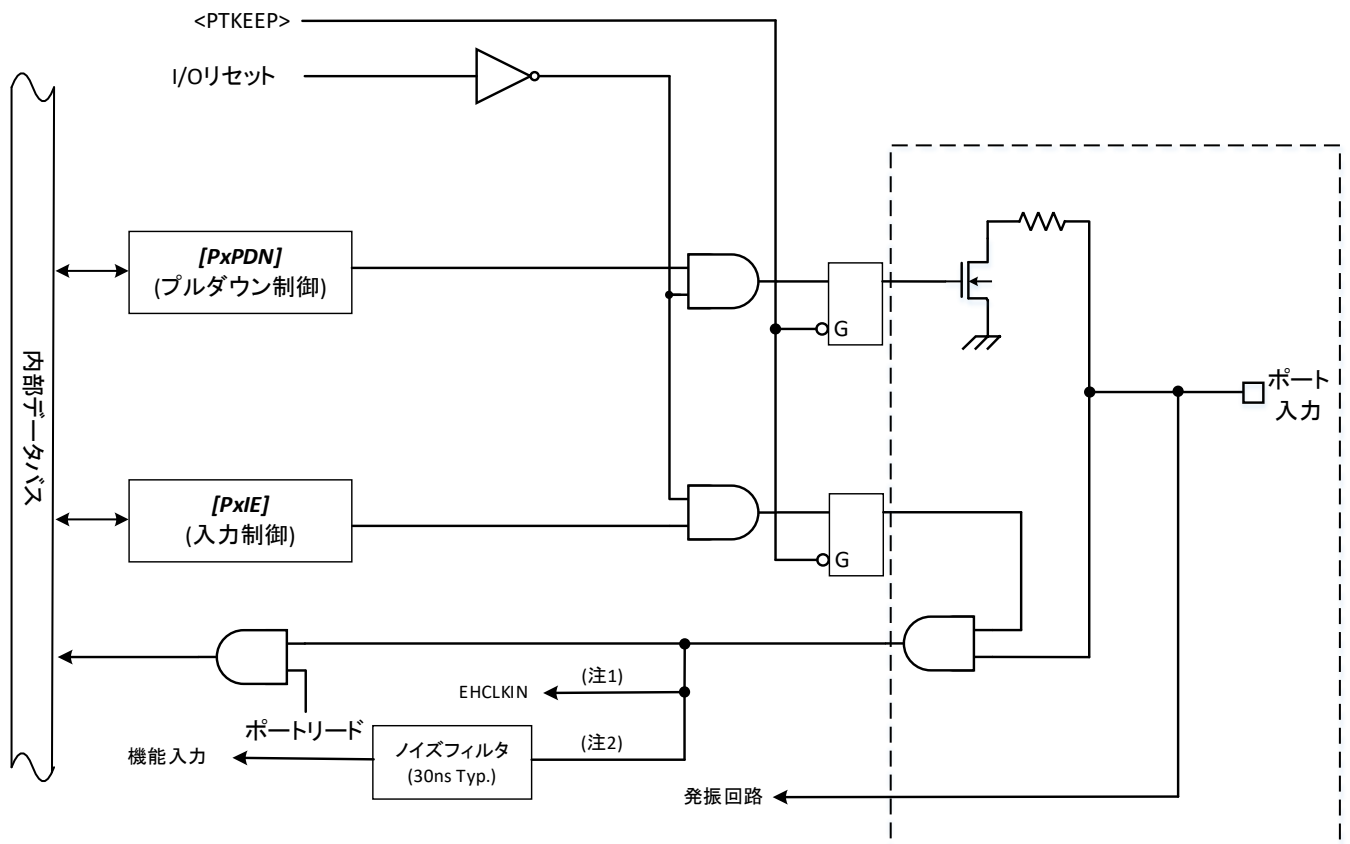 <PTKEEP>
I/Oリセット
[PxPDN]
(プルダウン制御)
G
内部データバス
ポート
入力
[PxIE]
(入力制御)
G
(注1)
EHCLKIN
ポートリード
(注2)
機能入力
ノイズフィルタ
(30ns Typ.)
発振回路